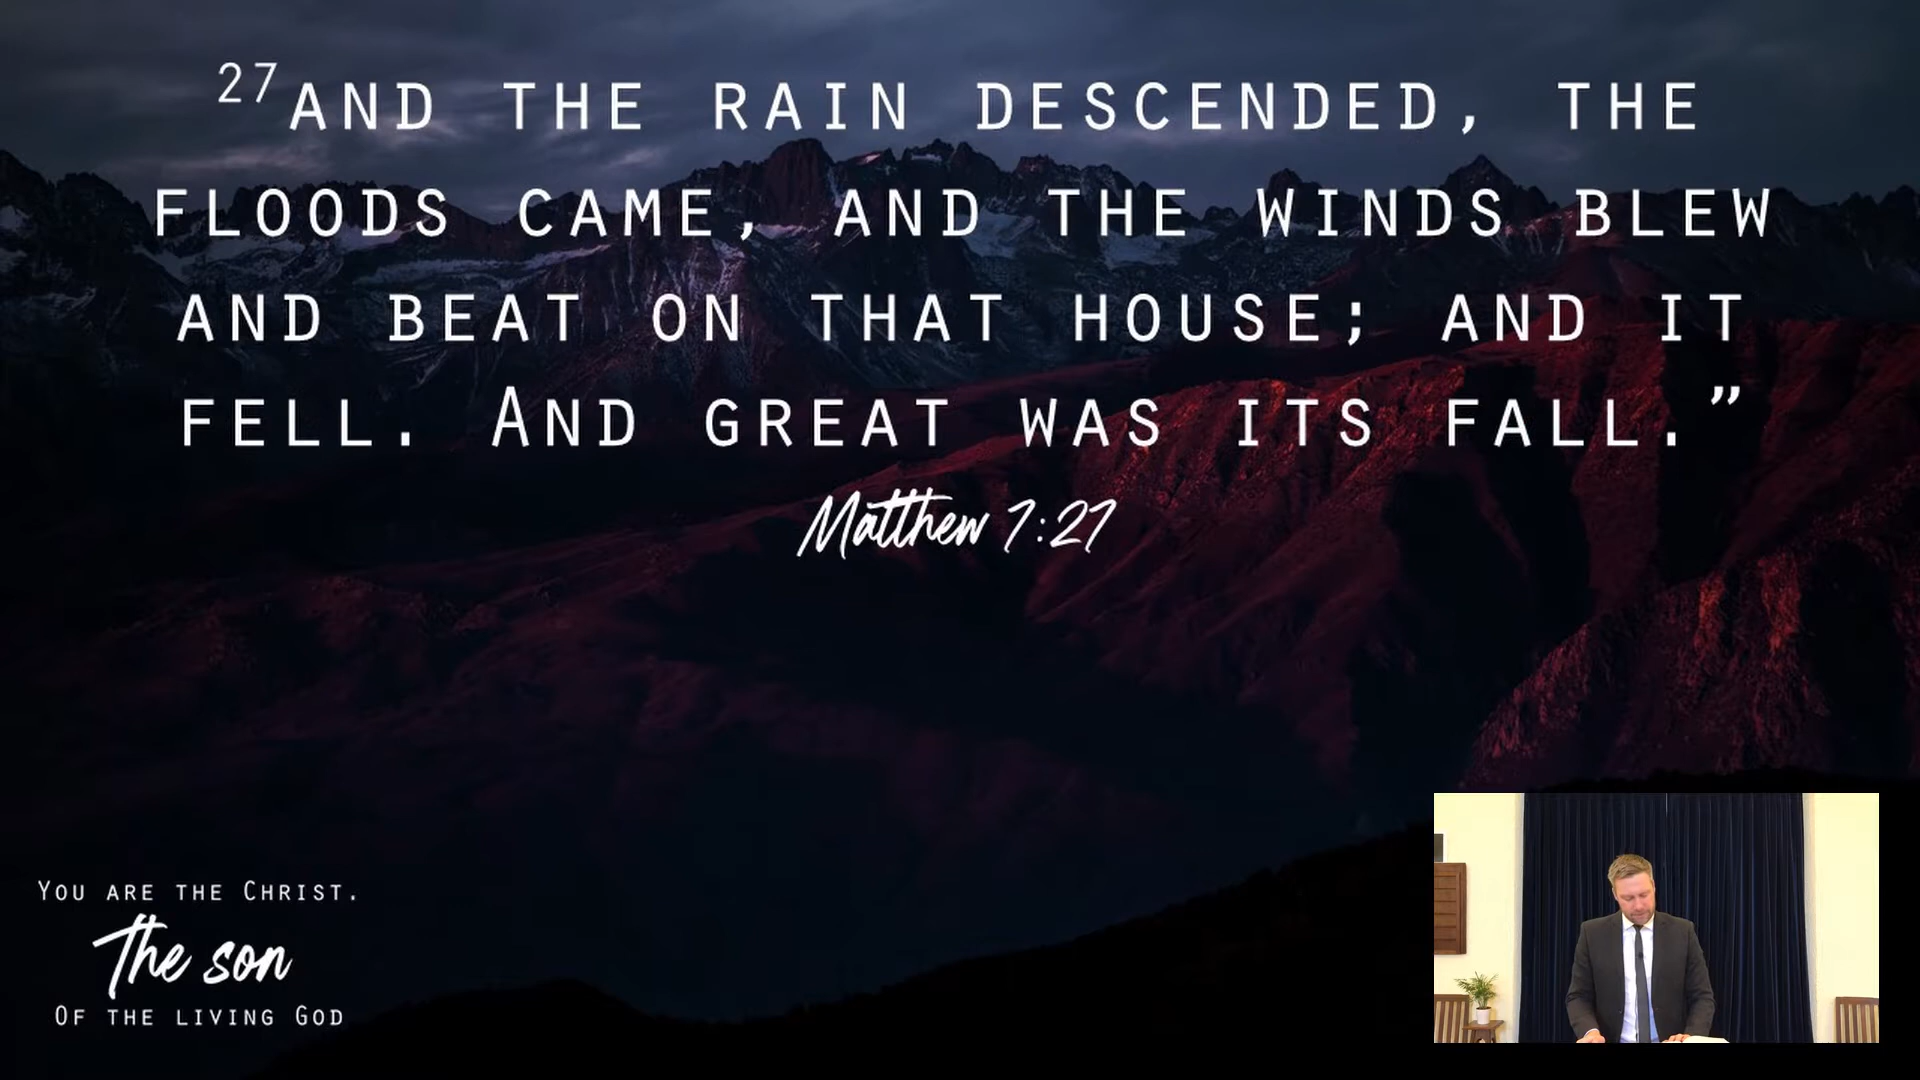 27AND THE RAIN DESCENDED, THE
FLOODS CAME, AND THE WINDS BLEW
AND BEAT ON THAT HOUSE; AND IT
FELL. AND GREAT WAS ITS FALL.”
Matthew 7:27
YOU ARE THE CHRIST.
The son
OF THE LIVING GOD